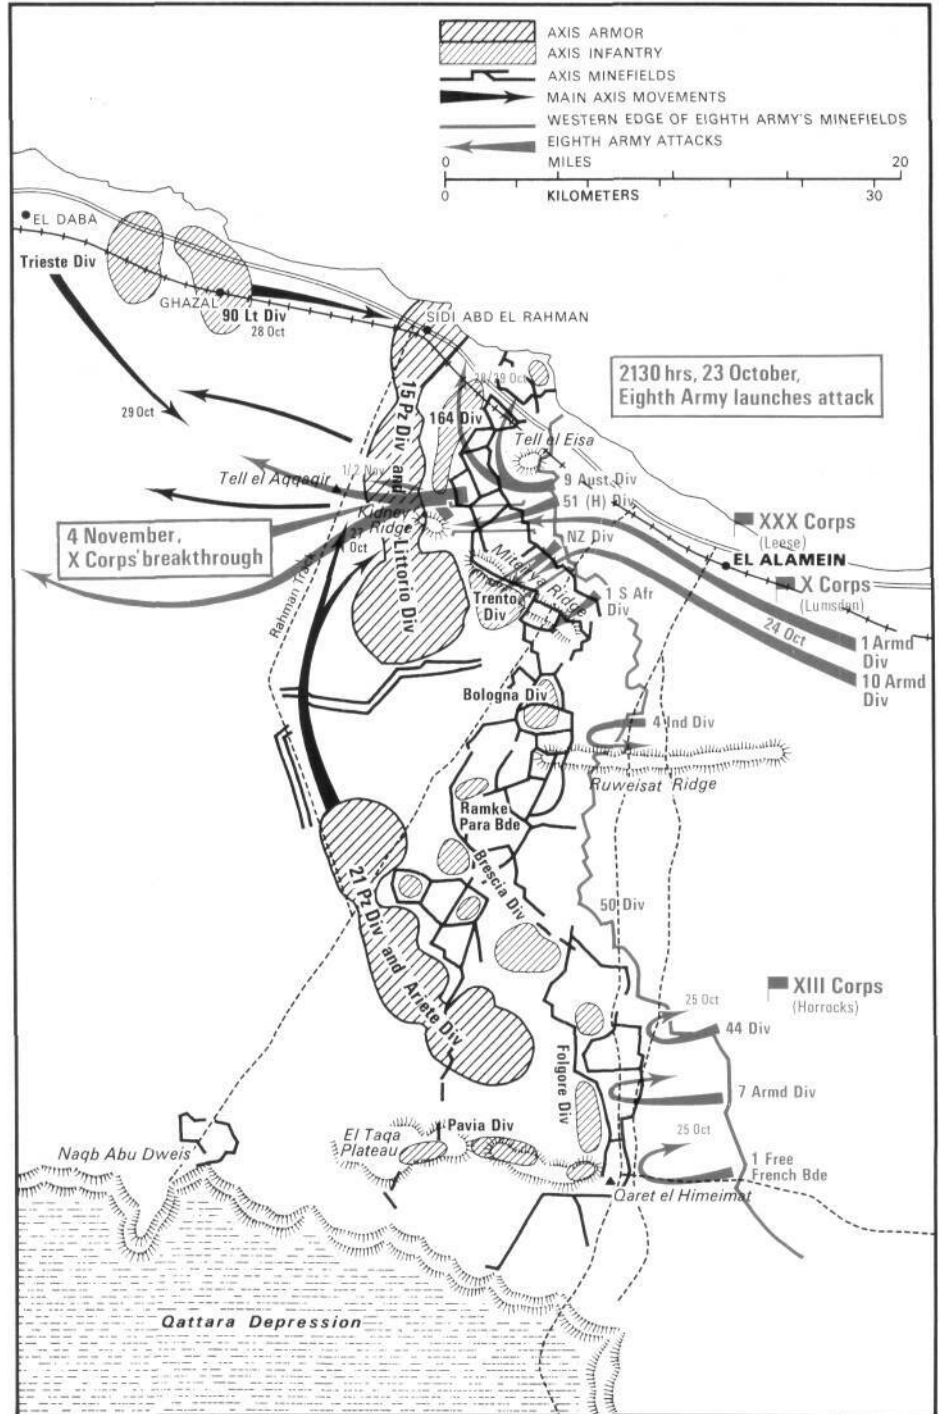 AXIS ARMOR
AXIS INFANTRY
AXIS MINEFIELDS
MAIN AXIS MOVEMENTS
WESTERN EDGE OF EIGHTH ARMY'S MINEFIELDS
EIGHTH ARMY ATTACKS
0 MILES 20
0 KILOMETERS 30
EL DABA
Trieste Div
GHAZAL
90 Lt Div
28 Oct
SIDI ABD EL RAHMAN
28/29 Oct
2130 hrs, 23 October,
Eighth Army launches attack
29 Oct
15 Pz Div and Littorio Div
164 Div
Tell el Eisa
Tell el Aqqaqir
1/2 Nov
9 Aust Div
51 (H) Div
Kidney
Ridge
27
Oct
4 November,
X Corps' breakthrough
NZ Div
XXX Corps
(Leese)
EL ALAMEIN
X Corps
(Lumsden)
Miteirya Ridge
Rahman Track
Trento
Div
1 S Afr
Div
24 Oct
1 Armd
Div
10 Armd
Div
Bologna Div
4 Ind Div
Ruweisat Ridge
Ramke
Para Bde
Brescia Div
21 Pz Div and Ariete Div
50 Div
XIII Corps
(Horrocks)
25 Oct
44 Div
Folgore Div
7 Armd Div
Pavia Div
El Taqa
Plateau
25 Oct
Naqb Abu Dweis
1 Free
French Bde
Qaret el Himeimat
Qattara Depression